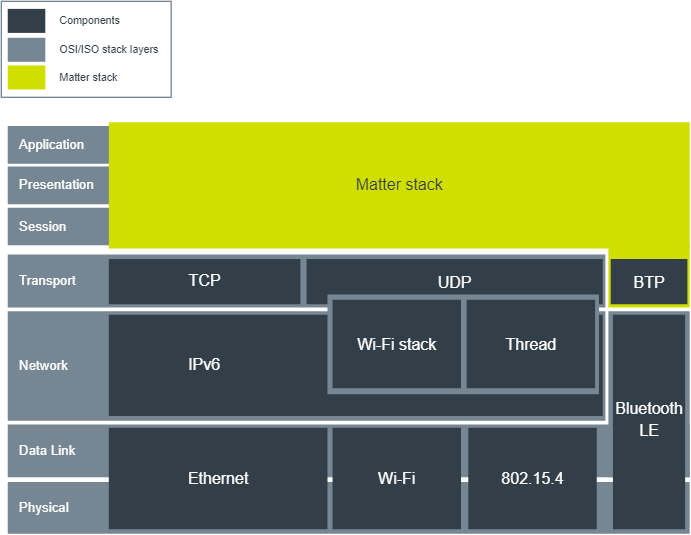 Components
OSI/ISO stack layers
Matter stack
Application
Presentation
Session
Matter stack
Transport
TCP
UDP
BTP
Network
IPv6
Wi-Fi stack
Thread
Bluetooth
LE
Data Link
Physical
Ethernet
Wi-Fi
802.15.4